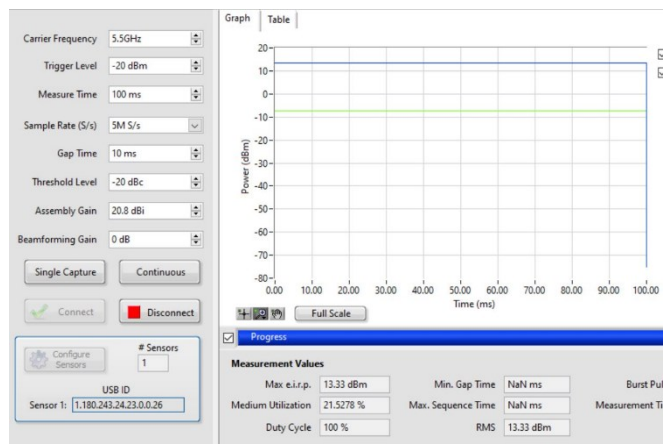 Carrier Frequency 5.5GHz
Trigger Level -20 dBm
Measure Time 100 ms
Sample Rate (S/s) 5M S/s
Gap Time 10 ms
Threshold Level -20 dBc
Assembly Gain 20.8 dBi
Beamforming Gain 0 dB
Single Capture Continuous
Connect Disconnect
Configure Sensors
# Sensors
1
USB ID
Sensor 1: 1.180.243.24.23.0.0.26
Graph Table
Power (dBm)
20
10
0
-10
-20
-30
-40
-50
-60
-70
-80
0.00 10.00 20.00 30.00 40.00 50.00 60.00 70.00 80.00 90.00 100.00
Time (ms)
Full Scale
Progress
Measurement Values
Max e.i.r.p. 13.33 dBm Min. Gap Time NaN ms Burst Pul
Medium Utilization 21.5278 % Max. Sequence Time NaN ms Measurement Ti
Duty Cycle 100 % RMS 13.33 dBm